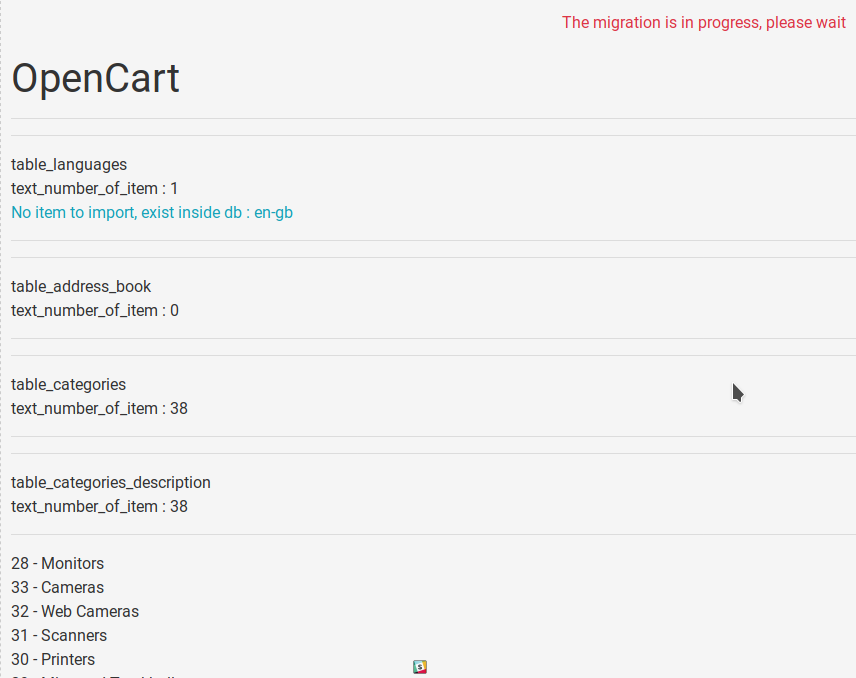 The migration is in progress, please wait
OpenCart
table_languages
text_number_of_item : 1
No item to import, exist inside db : en-gb
table_address_book
text_number_of_item : 0
table_categories
text_number_of_item : 38
table_categories_description
text_number_of_item : 38
28 - Monitors
33 - Cameras
32 - Web Cameras
31 - Scanners
30 - Printers